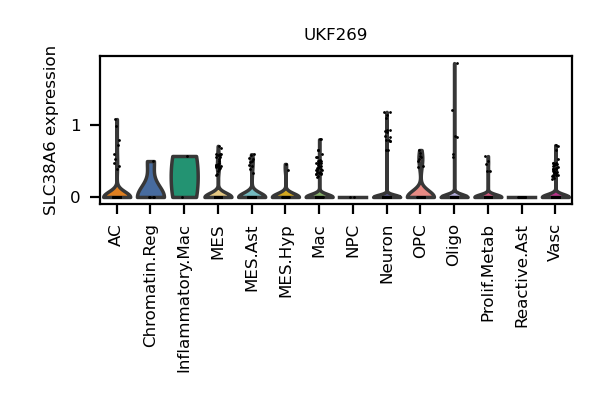 UKF269
SLC38A6 expression
1
0
AC
Chromatin.Reg
Inflammatory.Mac
MES
MES.Ast
MES.Hyp
Mac
NPC
Neuron
OPC
Oligo
Prolif.Metab
Reactive.Ast
Vasc